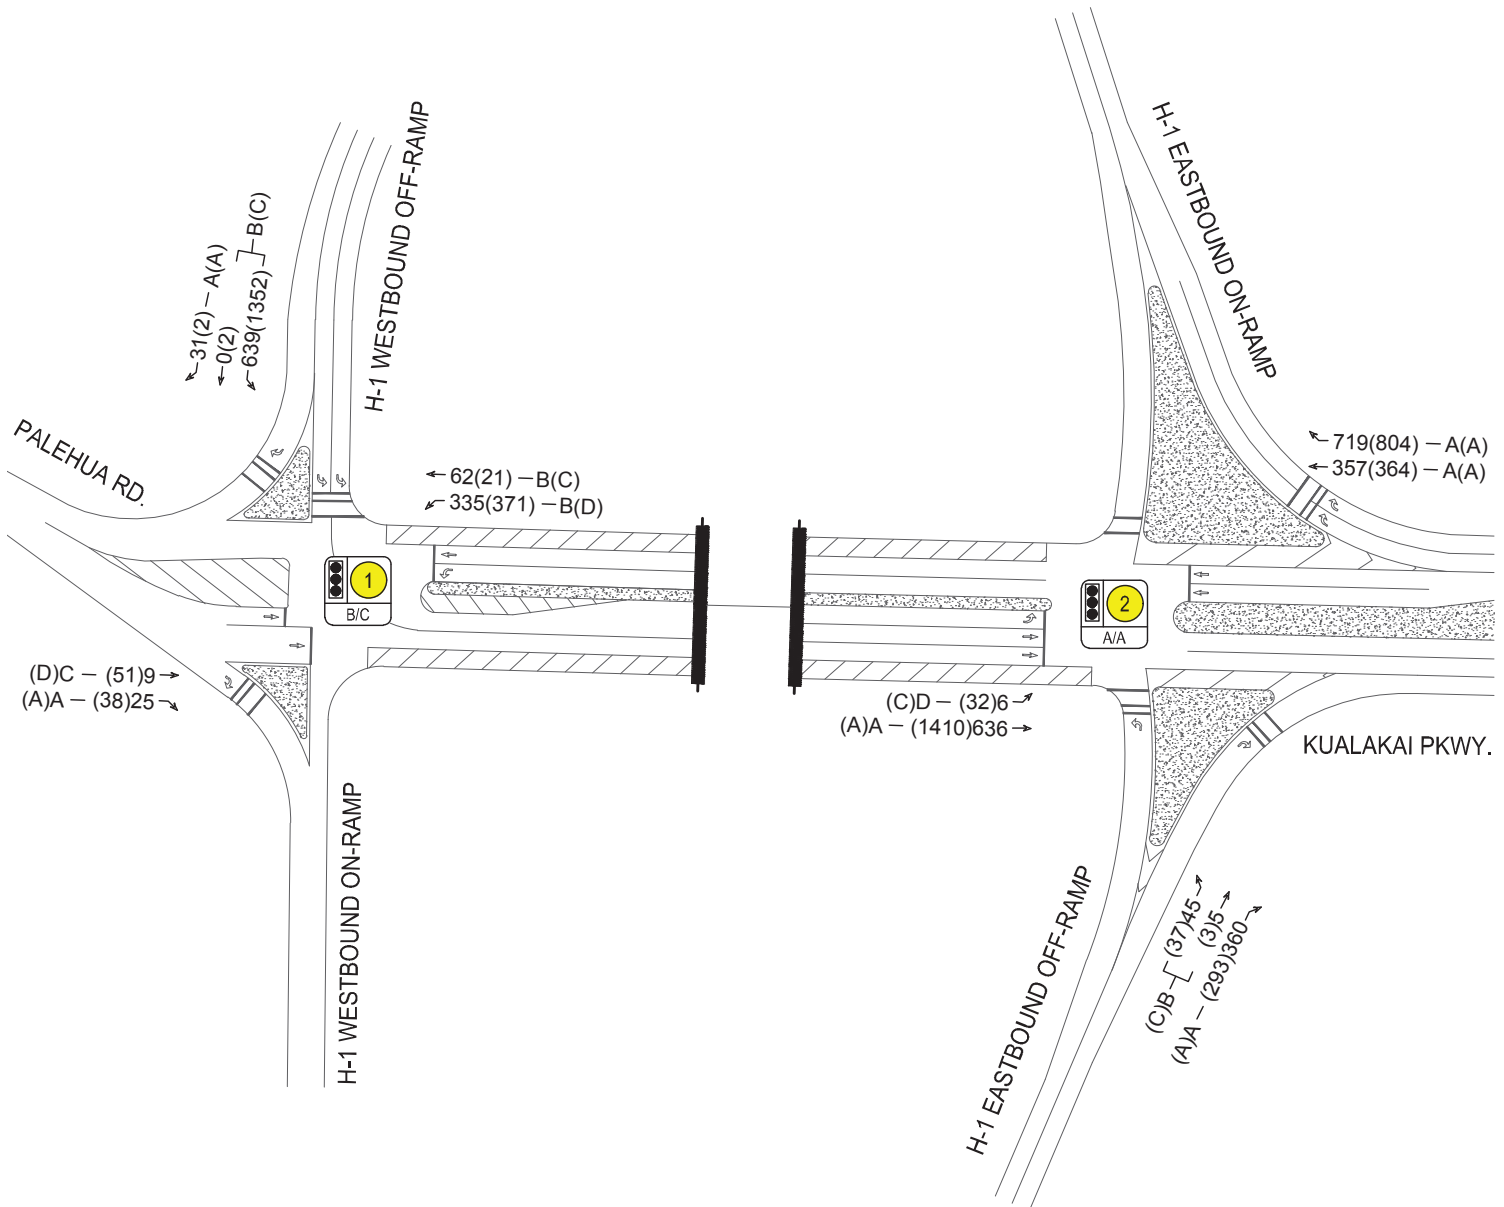 H-1 WESTBOUND OFF-RAMP
H-1 EASTBOUND ON-RAMP
31(2) – A(A)
0(2)
639(1352)
B(C)
PALEHUA RD.
719(804) – A(A)
357(364) – A(A)
62(21) – B(C)
335(371) – B(D)
1
B/C
2
A/A
(D)C – (51)9
(A)A – (38)25
(C)D – (32)6
(A)A – (1410)636
KUALAKAI PKWY.
H-1 WESTBOUND ON-RAMP
H-1 EASTBOUND OFF-RAMP
(C)B
(37)45
(3)5
(A)A – (293)360